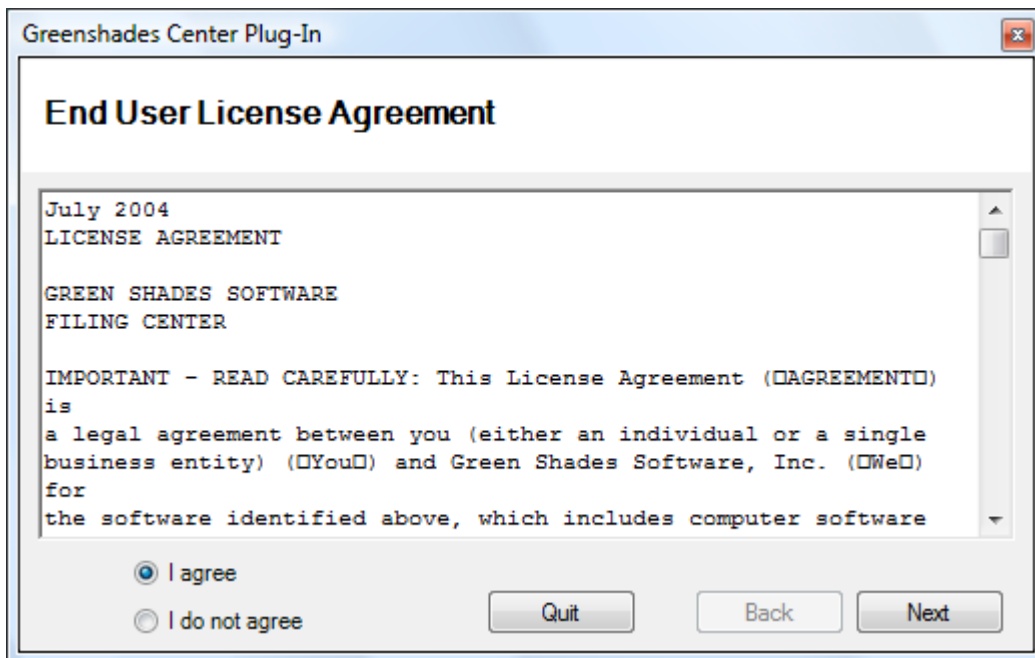 Greenshades Center Plug-In
End User License Agreement
July 2004
LICENSE AGREEMENT
GREEN SHADES SOFTWARE
FILING CENTER
IMPORTANT - READ CAREFULLY: This License Agreement (□AGREEMENT□)
is
a legal agreement between you (either an individual or a single
business entity) (□You□) and Green Shades Software, Inc. (□We□)
for
the software identified above, which includes computer software
I agree
I do not agree
Quit
Back
Next